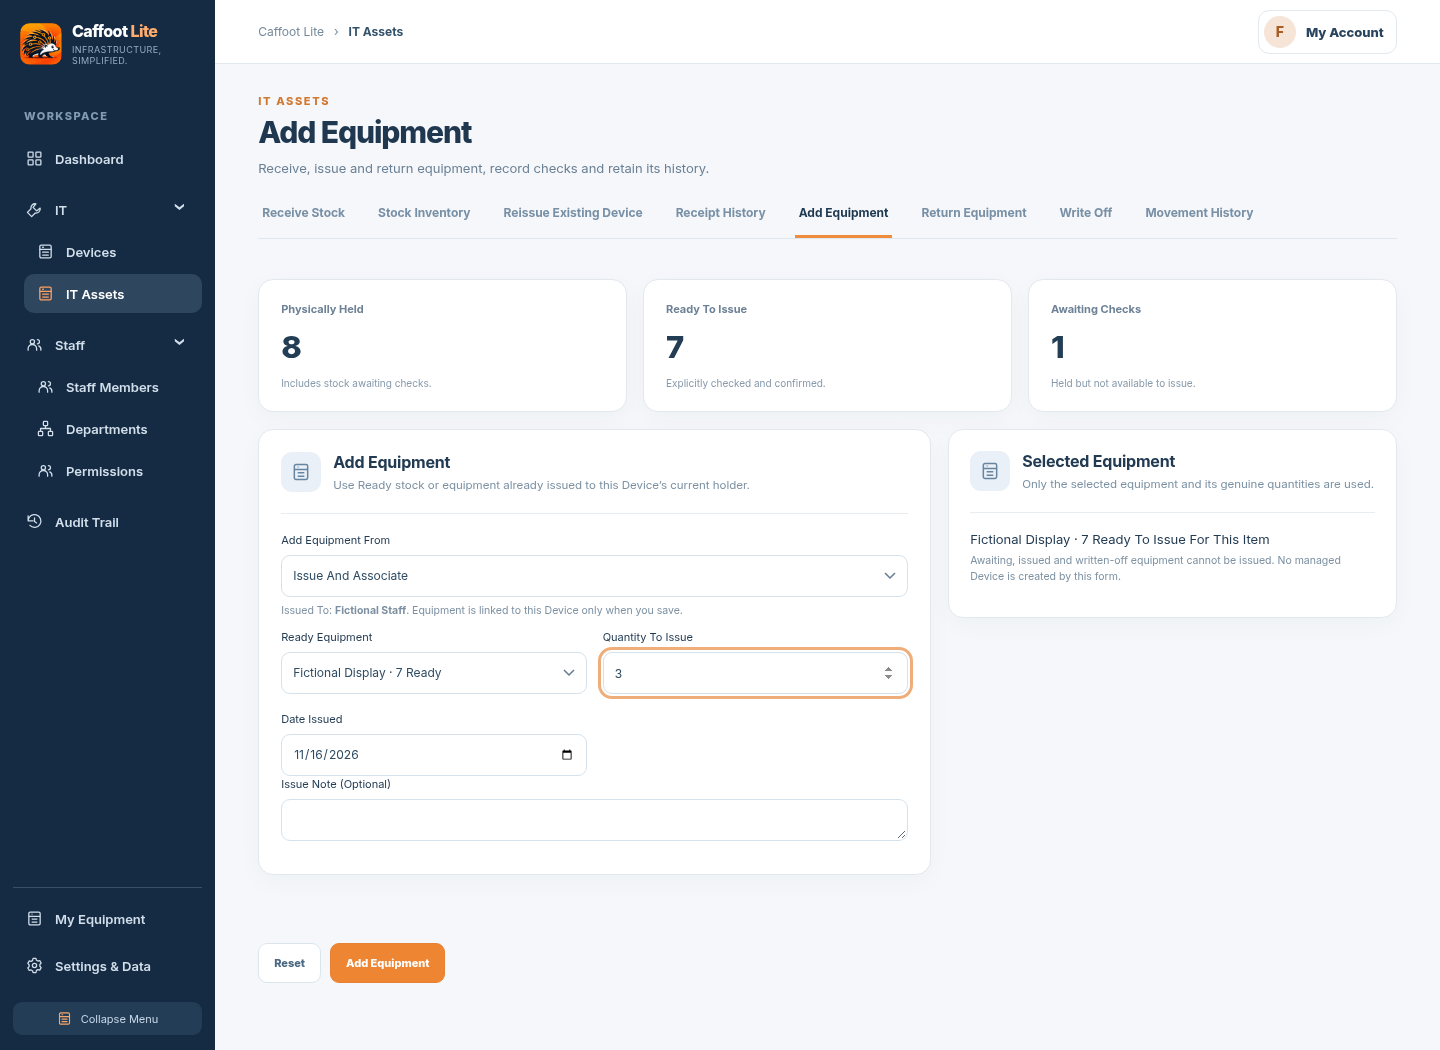 Caffoot Lite
INFRASTRUCTURE,
SIMPLIFIED.
WORKSPACE
Dashboard
IT
Devices
IT Assets
Staff
Staff Members
Departments
Permissions
Audit Trail
My Equipment
Settings & Data
Collapse Menu
Caffoot Lite › IT Assets
F My Account
IT ASSETS
Add Equipment
Receive, issue and return equipment, record checks and retain its history.
Receive Stock Stock Inventory Reissue Existing Device Receipt History Add Equipment Return Equipment Write Off Movement History
Physically Held
8
Includes stock awaiting checks.
Ready To Issue
7
Explicitly checked and confirmed.
Awaiting Checks
1
Held but not available to issue.
Add Equipment
Use Ready stock or equipment already issued to this Device’s current holder.
Add Equipment From
Issue And Associate
Issued To: Fictional Staff. Equipment is linked to this Device only when you save.
Ready Equipment
Fictional Display · 7 Ready
Quantity To Issue
3
Date Issued
11/16/2026
Issue Note (Optional)
Selected Equipment
Only the selected equipment and its genuine quantities are used.
Fictional Display · 7 Ready To Issue For This Item
Awaiting, issued and written-off equipment cannot be issued. No managed
Device is created by this form.
Reset
Add Equipment